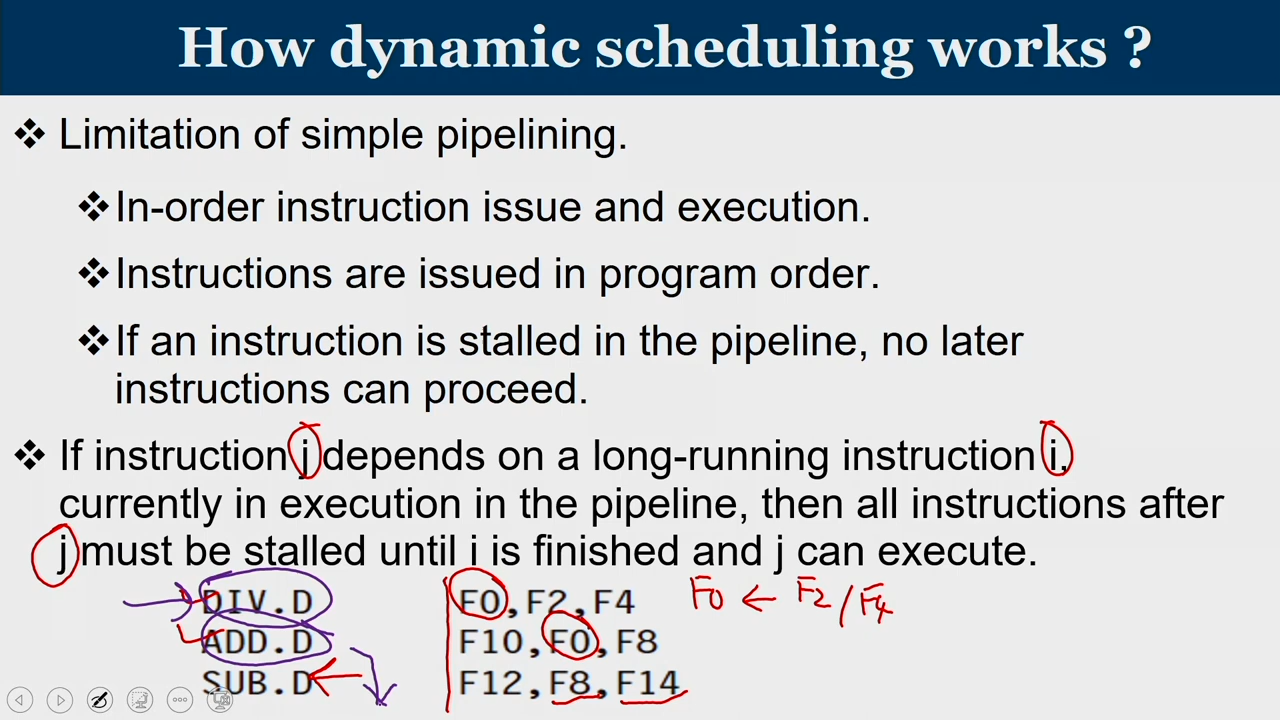 How dynamic scheduling works ?
❖ Limitation of simple pipelining.
❖ In-order instruction issue and execution.
❖ Instructions are issued in program order.
❖ If an instruction is stalled in the pipeline, no later
instructions can proceed.
❖ If instruction j depends on a long-running instruction i,
currently in execution in the pipeline, then all instructions after
j must be stalled until i is finished and j can execute.
DIV.D F0,F2,F4 F0 ← F2/F4
ADD.D F10,F0,F8
SUB.D F12,F8,F14